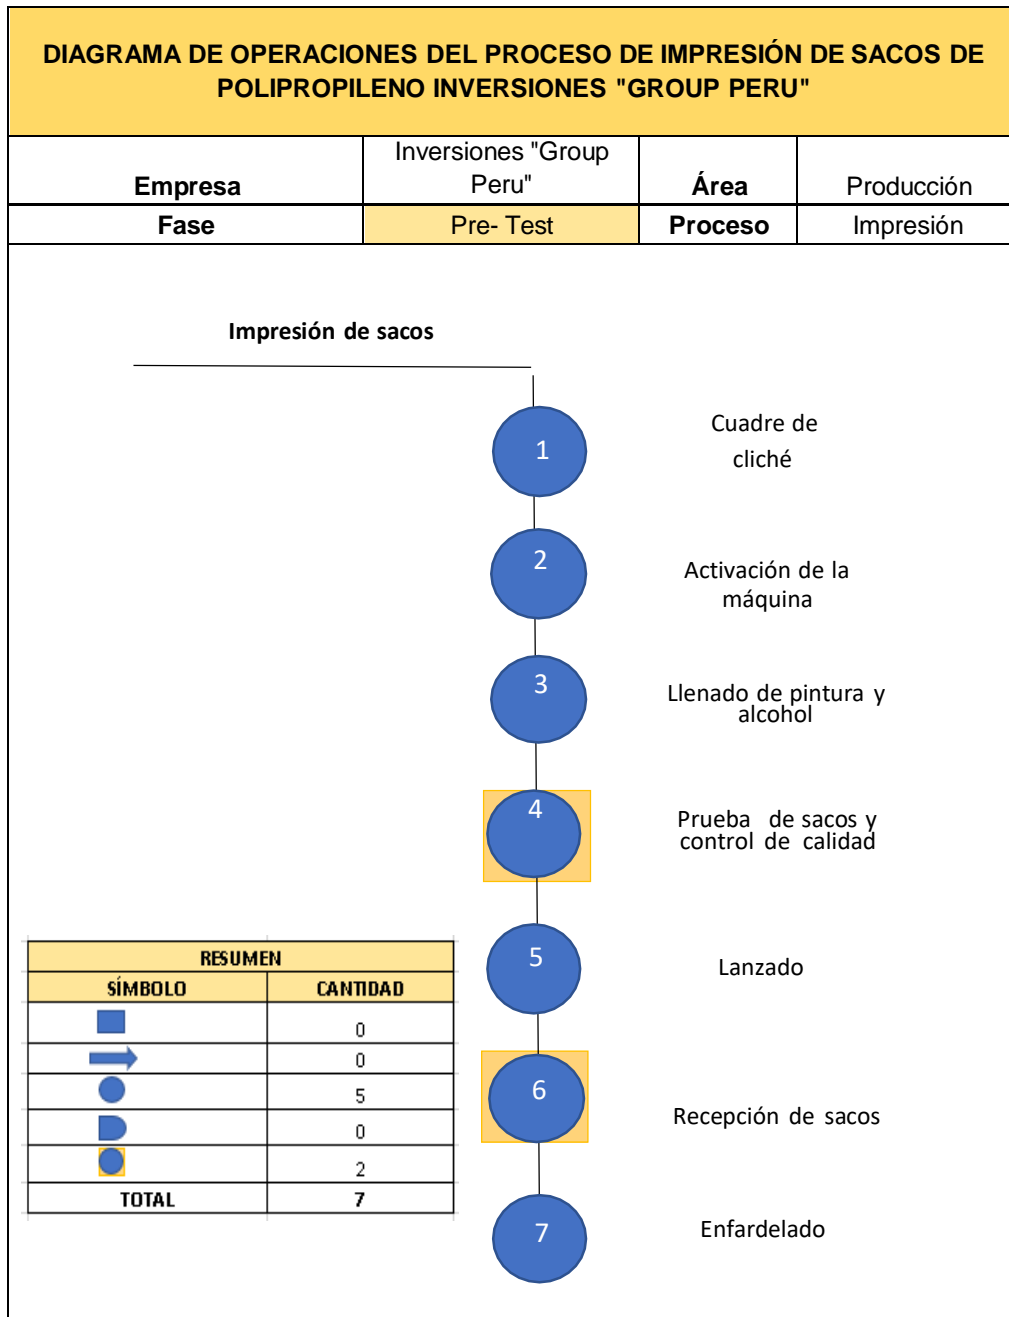 DIAGRAMA DE OPERACIONES DEL PROCESO DE IMPRESIÓN DE SACOS DE
POLIPROPILENO INVERSIONES "GROUP PERU"
Empresa
Inversiones "Group
Peru"
Área
Producción
Fase
Pre- Test
Proceso
Impresión
Impresión de sacos
1
Cuadre de
cliché
2
Activación de la
máquina
3
Llenado de pintura y
alcohol
4
Prueba de sacos y
control de calidad
5
Lanzado
6
Recepción de sacos
7
Enfardelado
RESUMEN
SÍMBOLO CANTIDAD
0
0
5
0
2
TOTAL 7